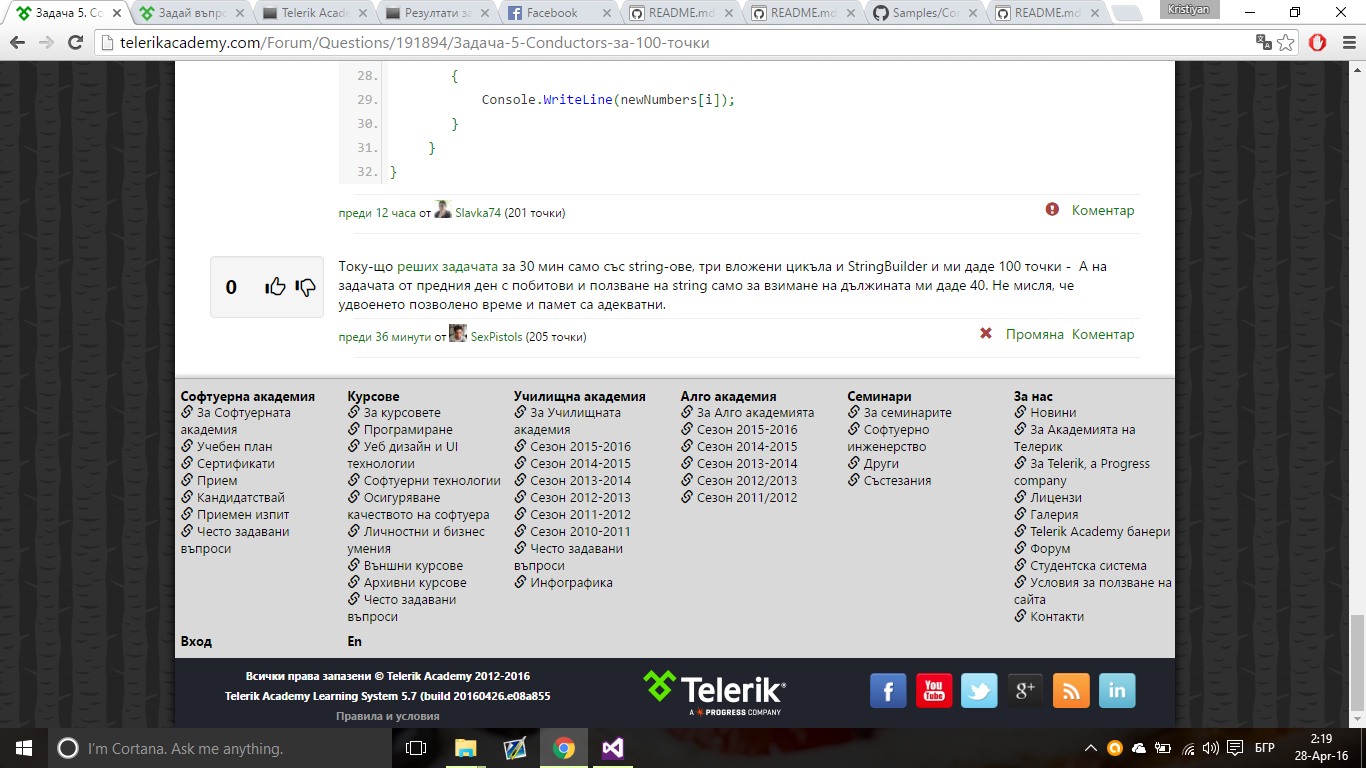 Задача 5. Co
Задай въпро
Telerik Acade
Резултати за
Facebook
README.md
README.md
Samples/Con
README.md
Kristiyan
telerikacademy.com/Forum/Questions/191894/Задача-5-Conductors-за-100-точки
28. {
29. Console.WriteLine(newNumbers[i]);
30. }
31. }
32. }
преди 12 часа от Slavka74 (201 точки)
Коментар
0
Току-що реших задачата за 30 мин само със string-ове, три вложени цикъла и StringBuilder и ми даде 100 точки - А на
задачата от предния ден с побитови и ползване на string само за взимане на дължината ми даде 40. Не мисля, че
удвоенето позволено време и памет са адекватни.
преди 36 минути от SexPistols (205 точки)
Промяна Коментар
Софтуерна академия
За Софтуерната
академия
Учебен план
Сертификати
Прием
Кандидатствай
Приемен изпит
Често задавани
въпроси
Курсове
За курсовете
Програмиране
Уеб дизайн и UI
технологии
Софтуерни технологии
Осигуряване
качеството на софтуера
Личностни и бизнес
умения
Външни курсове
Архивни курсове
Често задавани
въпроси
Училищна академия
За Училищната
академия
Сезон 2015-2016
Сезон 2014-2015
Сезон 2013-2014
Сезон 2012-2013
Сезон 2011-2012
Сезон 2010-2011
Често задавани
въпроси
Инфографика
Алго академия
За Алго академията
Сезон 2015-2016
Сезон 2014-2015
Сезон 2013-2014
Сезон 2012/2013
Сезон 2011/2012
Семинари
За семинарите
Софтуерно
инженерство
Други
Състезания
За нас
Новини
За Академията на
Телерик
За Telerik, a Progress
company
Лицензи
Галерия
Telerik Academy банери
Форум
Студентска система
Условия за ползване на
сайта
Контакти
Вход
En
Всички права запазени © Telerik Academy 2012-2016
Telerik Academy Learning System 5.7 (build 20160426.e08a855
Правила и условия
Telerik
A PROGRESS COMPANY
f
You
Tube
g+
in
I'm Cortana. Ask me anything.
БГР
2:19
28-Apr-16